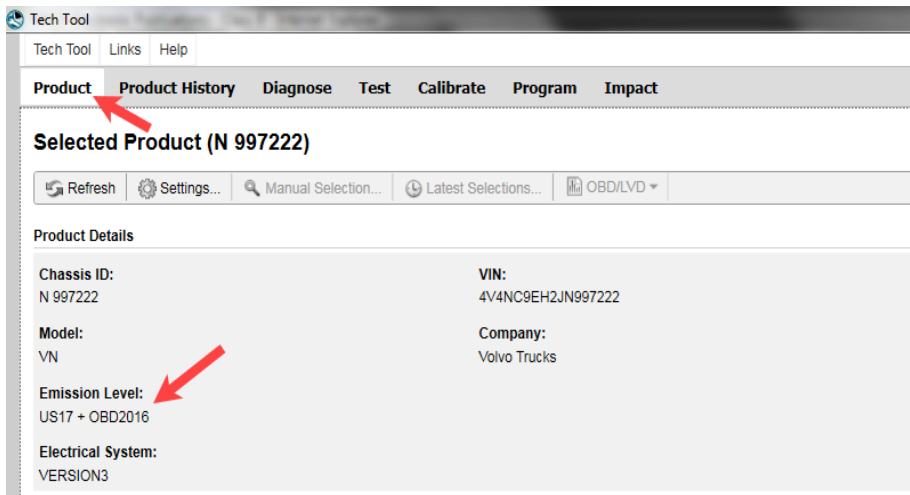 Tech Tool
Tech Tool Links Help
Product Product History Diagnose Test Calibrate Program Impact
Selected Product (N 997222)
Refresh Settings... Manual Selection... Latest Selections... OBD/LVD
Product Details
Chassis ID: VIN:
N 997222 4V4NC9EH2JN997222
Model: Company:
VN Volvo Trucks
Emission Level:
US17 + OBD2016
Electrical System:
VERSION3